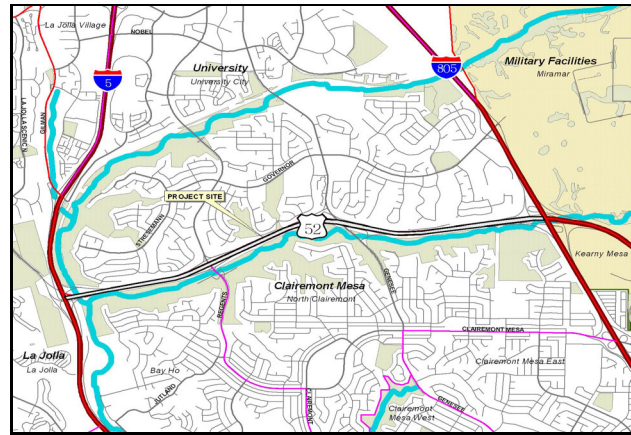 La Jolla Village
NOBEL
5
University
University City
805
Military Facilities
Miramar
LA JOLLA SCENIC N
GILMAN
GOVERNOR
PROJECT SITE
STRESEMANN
52
Kearny Mesa
GENESEE
Clairemont Mesa
North Clairemont
REGENTS
CLAIREMONT MESA
La Jolla
La Jolla
Bay Ho
Clairemont Mesa East
JUTLAND
CLAIREMONT
GENESEE
Clairemont
Mesa West